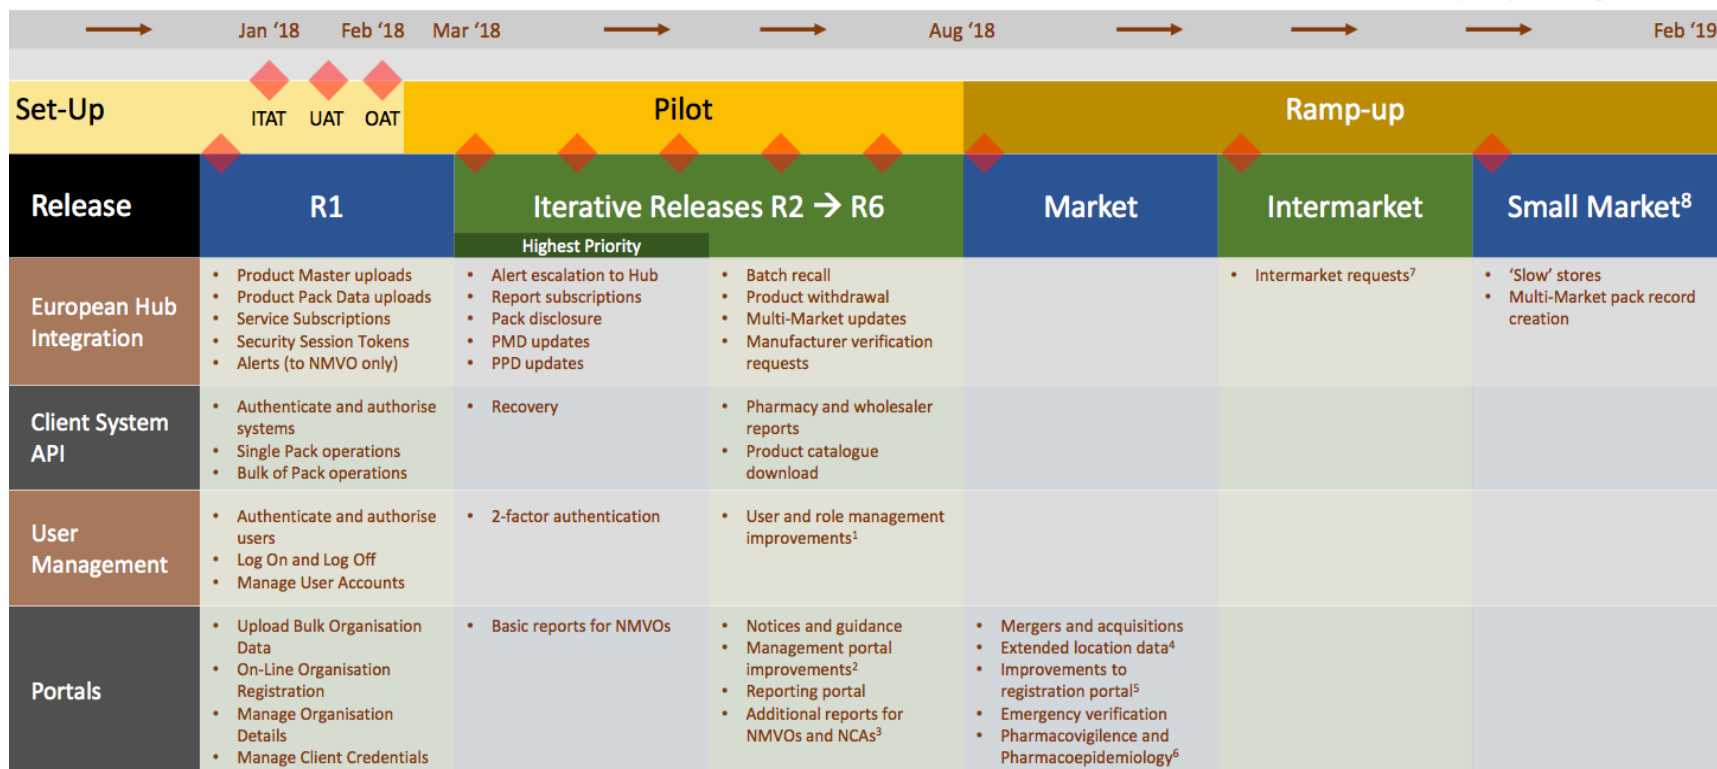 Jan ‘18 Feb ‘18 Mar ‘18 Aug ‘18 Feb ‘19
Set-Up
ITAT UAT OAT
Pilot
Ramp-up
Release
R1
Iterative Releases R2 → R6
Highest Priority
Market
Intermarket
Small Market⁸
European Hub
Integration
• Product Master uploads
• Product Pack Data uploads
• Service Subscriptions
• Security Session Tokens
• Alerts (to NMVO only)
• Alert escalation to Hub
• Report subscriptions
• Pack disclosure
• PMD updates
• PPD updates
• Batch recall
• Product withdrawal
• Multi-Market updates
• Manufacturer verification
requests
• Intermarket requests⁷
• ‘Slow’ stores
• Multi-Market pack record
creation
Client System
API
• Authenticate and authorise
systems
• Single Pack operations
• Bulk of Pack operations
• Recovery
• Pharmacy and wholesaler
reports
• Product catalogue
download
User
Management
• Authenticate and authorise
users
• Log On and Log Off
• Manage User Accounts
• 2-factor authentication
• User and role management
improvements¹
Portals
• Upload Bulk Organisation
Data
• On-Line Organisation
Registration
• Manage Organisation
Details
• Manage Client Credentials
• Basic reports for NMVOs
• Notices and guidance
• Management portal
improvements²
• Reporting portal
• Additional reports for
NMVOs and NCAs³
• Mergers and acquisitions
• Extended location data⁴
• Improvements to
registration portal⁵
• Emergency verification
• Pharmacovigilence and
Pharmacoepidemiology⁶